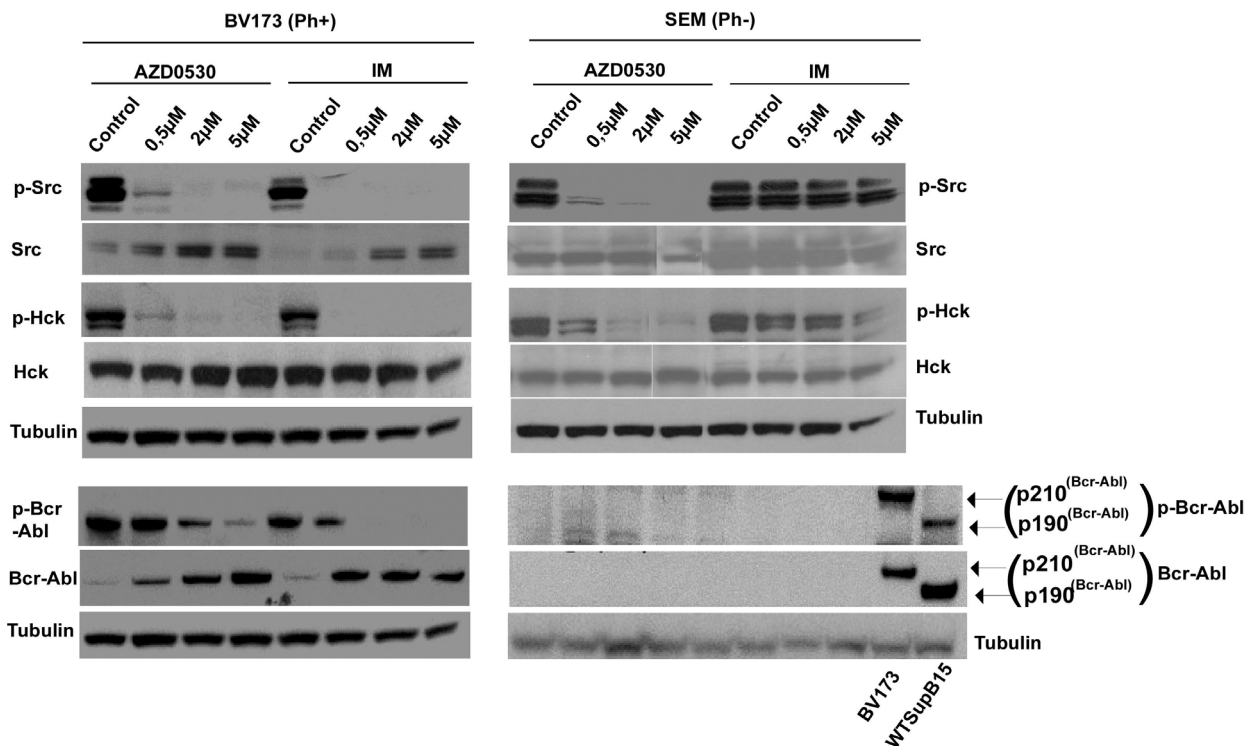 BV173 (Ph+)
SEM (Ph-)
AZD0530
IM
AZD0530
IM
Control
0,5µM
2µM
5µM
Control
0,5µM
2µM
5µM
Control
0,5µM
2µM
5µM
Control
0,5µM
2µM
5µM
p-Src
p-Src
Src
Src
p-Hck
p-Hck
Hck
Hck
Tubulin
Tubulin
p-Bcr
-Abl
p210(Bcr-Abl)
p190(Bcr-Abl)
p-Bcr-Abl
Bcr-Abl
p210(Bcr-Abl)
p190(Bcr-Abl)
Bcr-Abl
Tubulin
Tubulin
BV173
WTSupB15